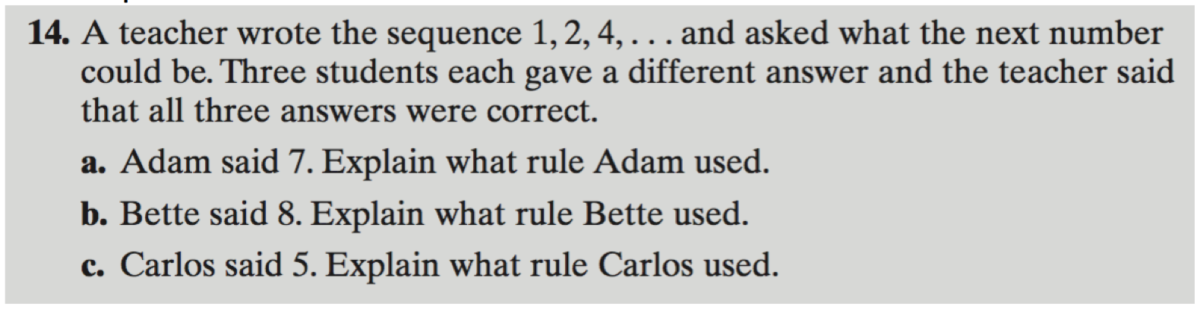 14. A teacher wrote the sequence 1, 2, 4, . . . and asked what the next number
could be. Three students each gave a different answer and the teacher said
that all three answers were correct.
a. Adam said 7. Explain what rule Adam used.
b. Bette said 8. Explain what rule Bette used.
c. Carlos said 5. Explain what rule Carlos used.